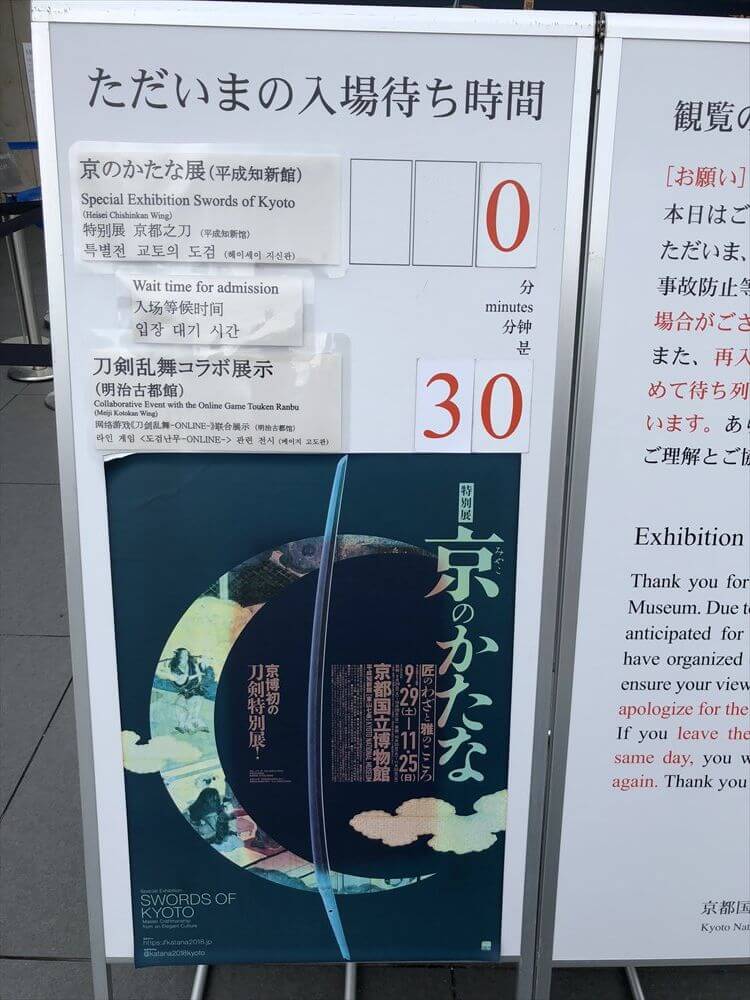 ただいまの入場待ち時間
京のかたな展(平成知新館)
Special Exhibition Swords of Kyoto
(Heisei Chishinkan Wing)
特别展 京都之刀 (平成知新馆)
특별전 교토의 도검 (헤이세이 지신관)
0
Wait time for admission
入场等候时间
입장 대기 시간
分
minutes
分钟
분
刀剣乱舞コラボ展示
(明治古都館)
Collaborative Event with the Online Game Touken Ranbu
(Meiji Kotokan Wing)
网络游戏《刀剑乱舞-ONLINE-》联合展示 (明治古都馆)
라인 게임 <도검난무-ONLINE-> 관련 전시 (메이지 고도관)
30
特別展
京のかたな
みやこ
匠のわざと雅のこころ
9.29(土)―11.25(日)
京都国立博物館
京博初の
刀剣特別展!
Special Exhibition
SWORDS OF
KYOTO
Master Craftmanship
from an Elegant Culture
https://katana2018.jp
@katana2018kyoto
観覧の
[お願い]
本日はご
ただいま、
事故防止等
場合がござ
また、再入
めて待ち列
います。あ
ご理解とご協
Exhibition
Thank you for
Museum. Due to
anticipated for
have organized
ensure your view
apologize for the
If you leave the
same day, you w
again. Thank you
京都国
Kyoto Nat